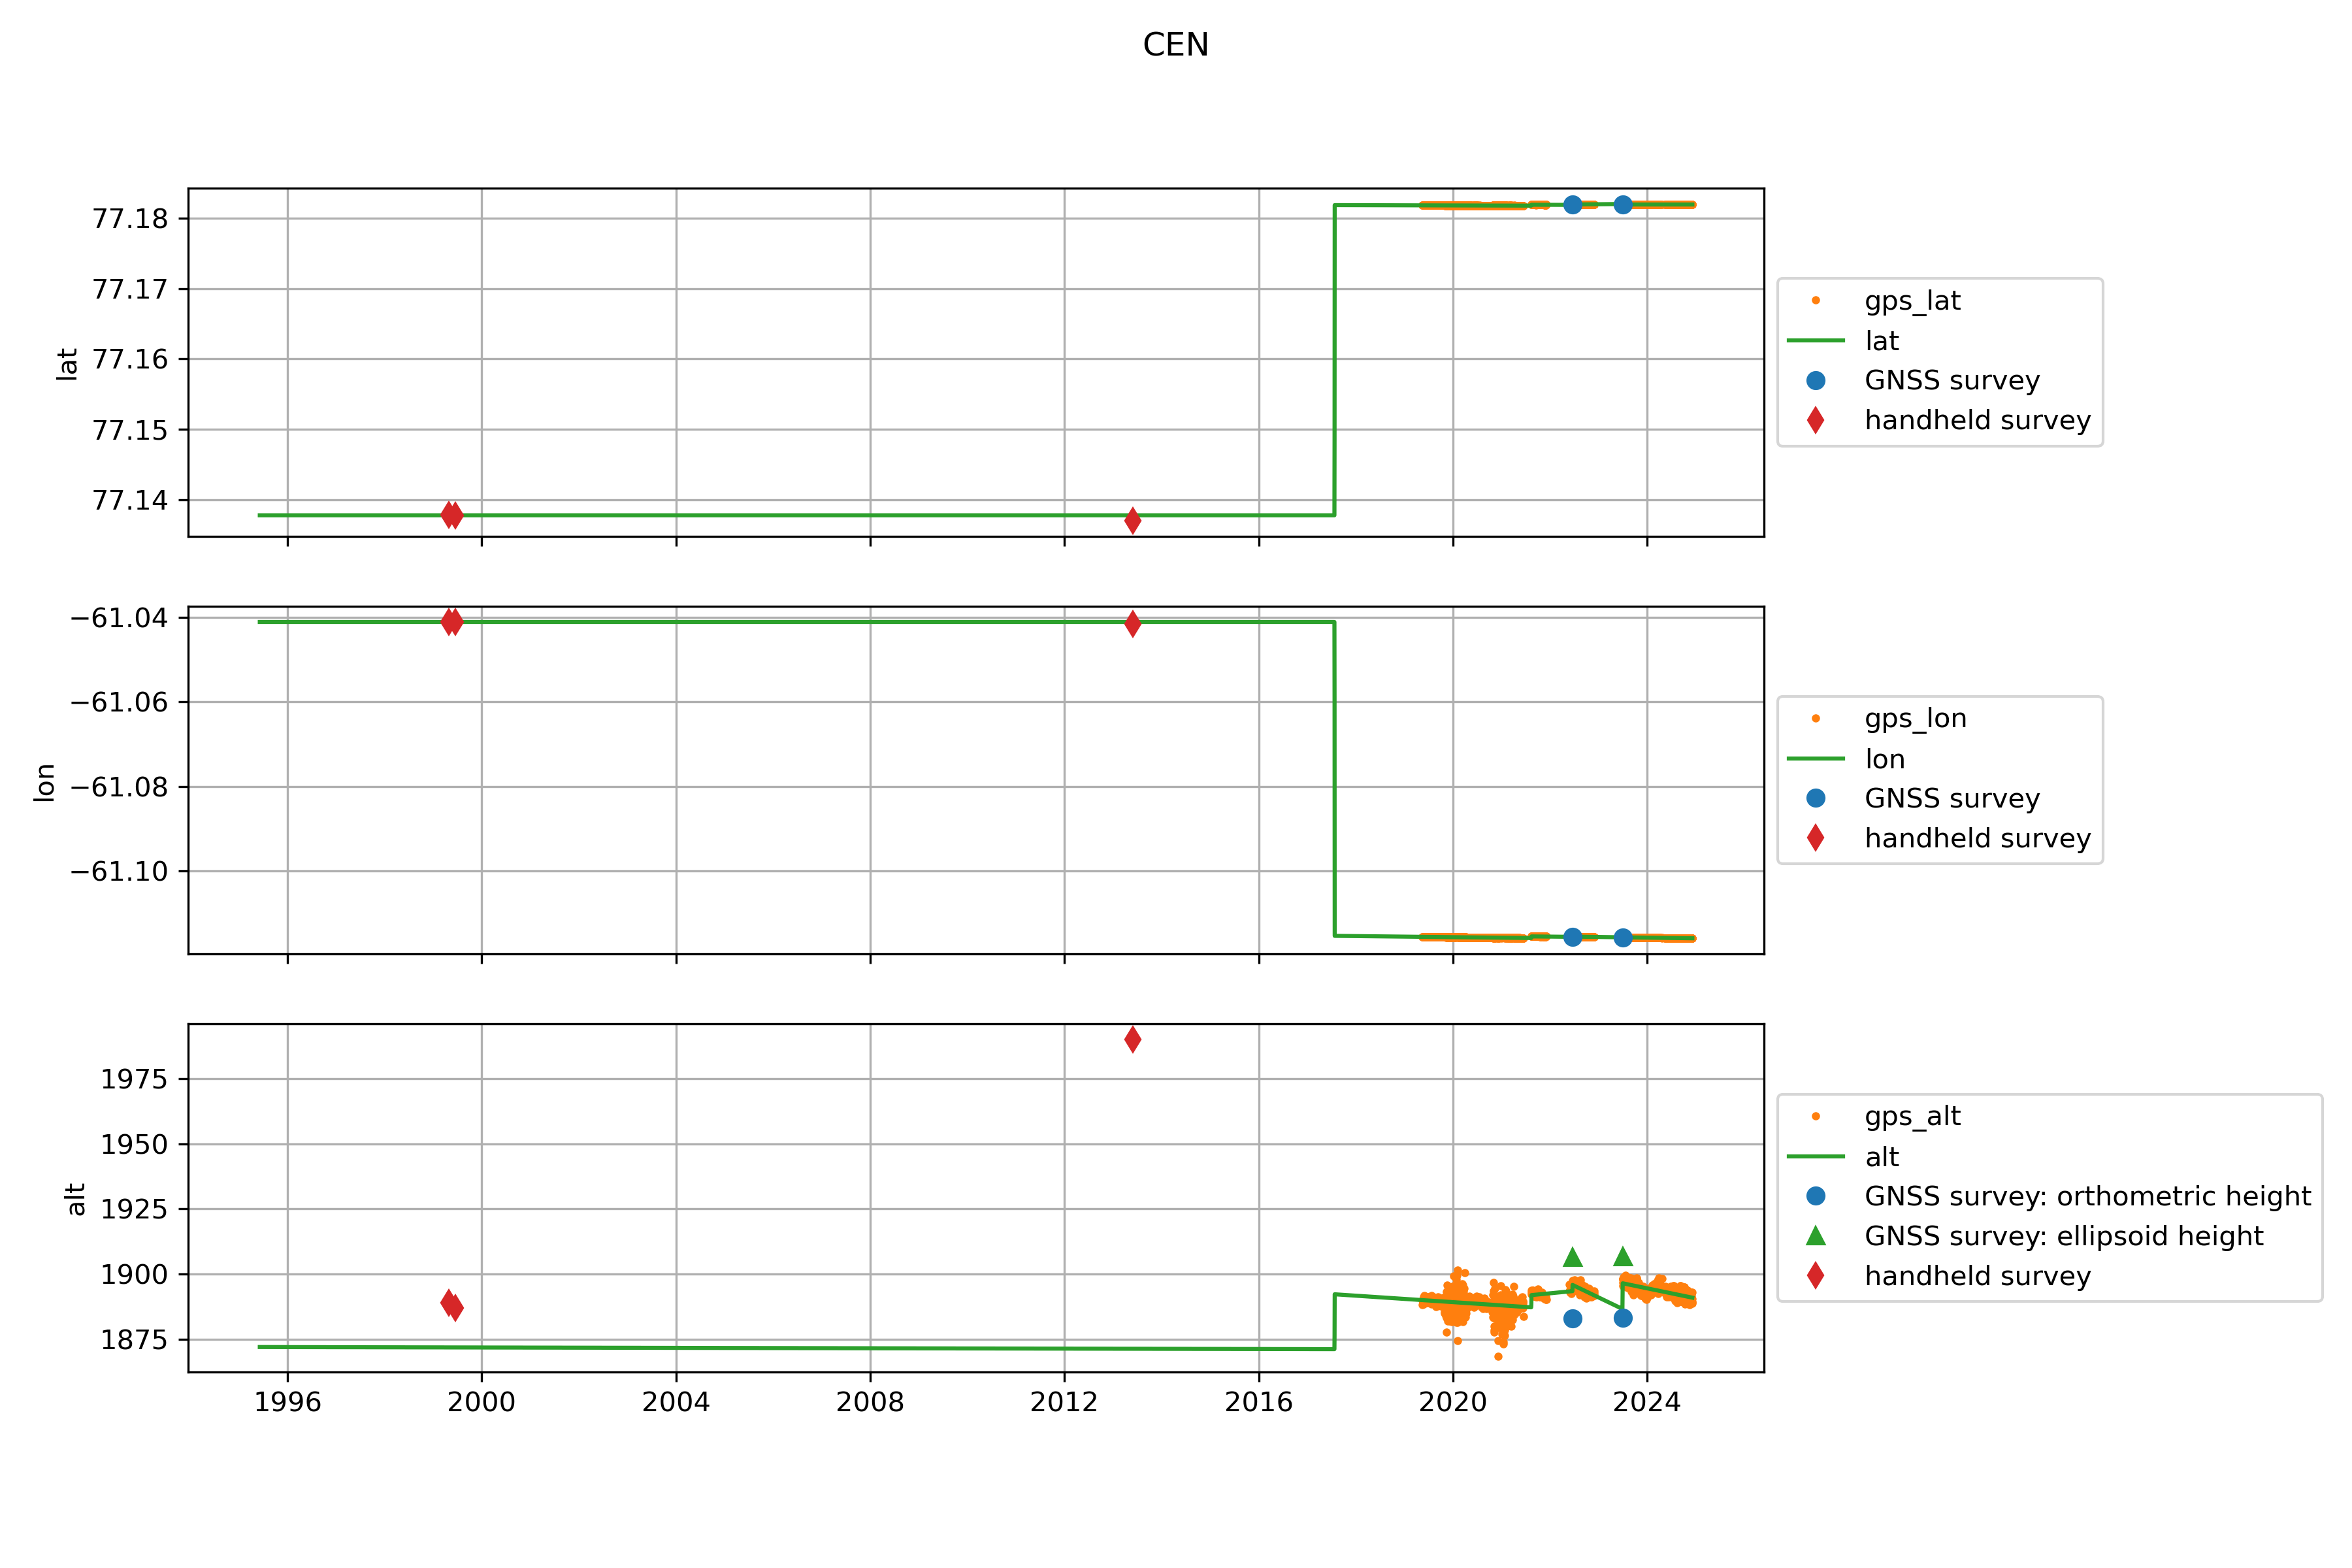 CEN
77.18
77.17
77.16
77.15
77.14
lat
gps_lat
lat
GNSS survey
handheld survey
−61.04
−61.06
−61.08
−61.10
lon
gps_lon
lon
GNSS survey
handheld survey
1975
1950
1925
1900
1875
alt
gps_alt
alt
GNSS survey: orthometric height
GNSS survey: ellipsoid height
handheld survey
1996 2000 2004 2008 2012 2016 2020 2024